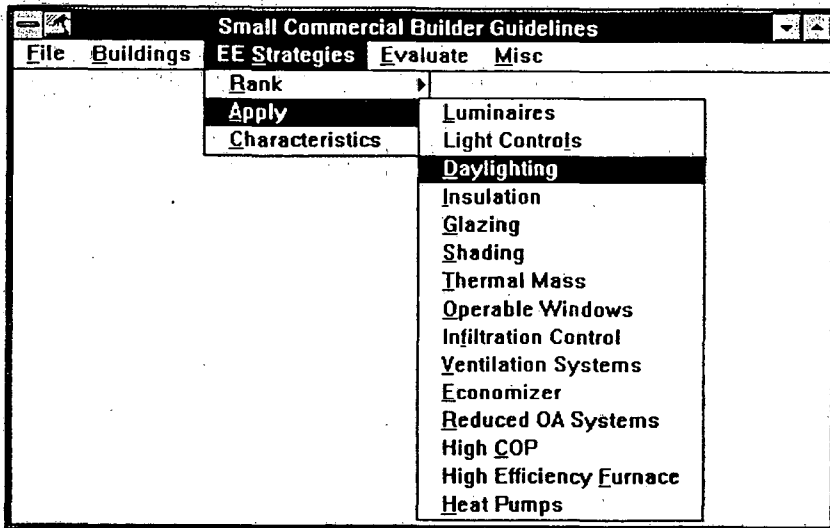 Small Commercial Builder Guidelines
File Buildings EE Strategies Evaluate Misc
Rank
Apply
Characteristics
Luminaires
Light Controls
Daylighting
Insulation
Glazing
Shading
Thermal Mass
Operable Windows
Infiltration Control
Ventilation Systems
Economizer
Reduced OA Systems
High COP
High Efficiency Furnace
Heat Pumps